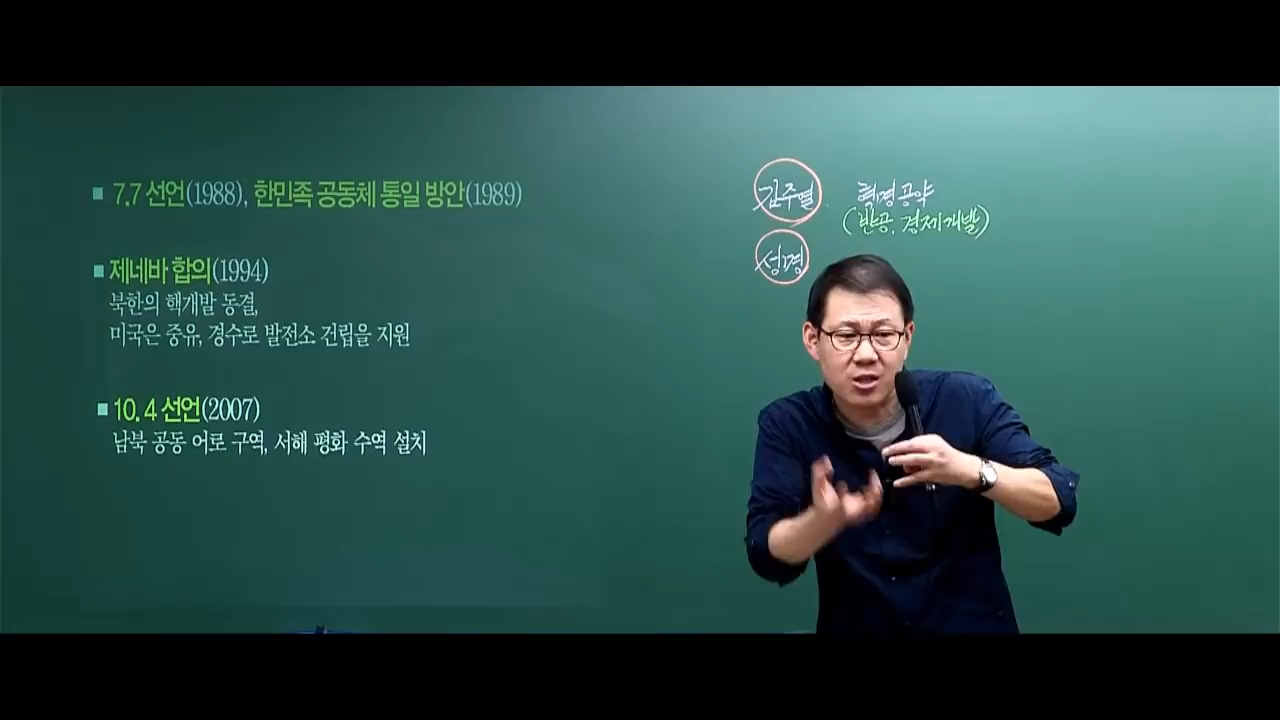 ▪ 7.7 선언(1988), 한민족 공동체 통일 방안(1989)
▪ 제네바 합의(1994)
북한의 핵개발 동결,
미국은 중유, 경수로 발전소 건립을 지원
▪ 10. 4 선언(2007)
남북 공동 어로 구역, 서해 평화 수역 설치
김주열
혁명공약
(반공, 경제개발)